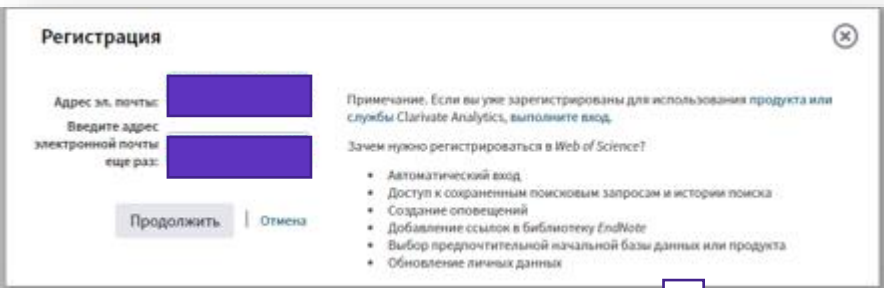 Регистрация
Адрес эл. почты:
Введите адрес
электронной почты
еще раз:
Продолжить | Отмена
Примечание. Если вы уже зарегистрированы для использования продукта или
службы Clarivate Analytics, выполните вход.
Зачем нужно регистрироваться в Web of Science?
• Автоматический вход
• Доступ к сохраненным поисковым запросам и истории поиска
• Создание оповещений
• Добавление ссылок в библиотеку EndNote
• Выбор предпочтительной начальной базы данных или продукта
• Обновление личных данных